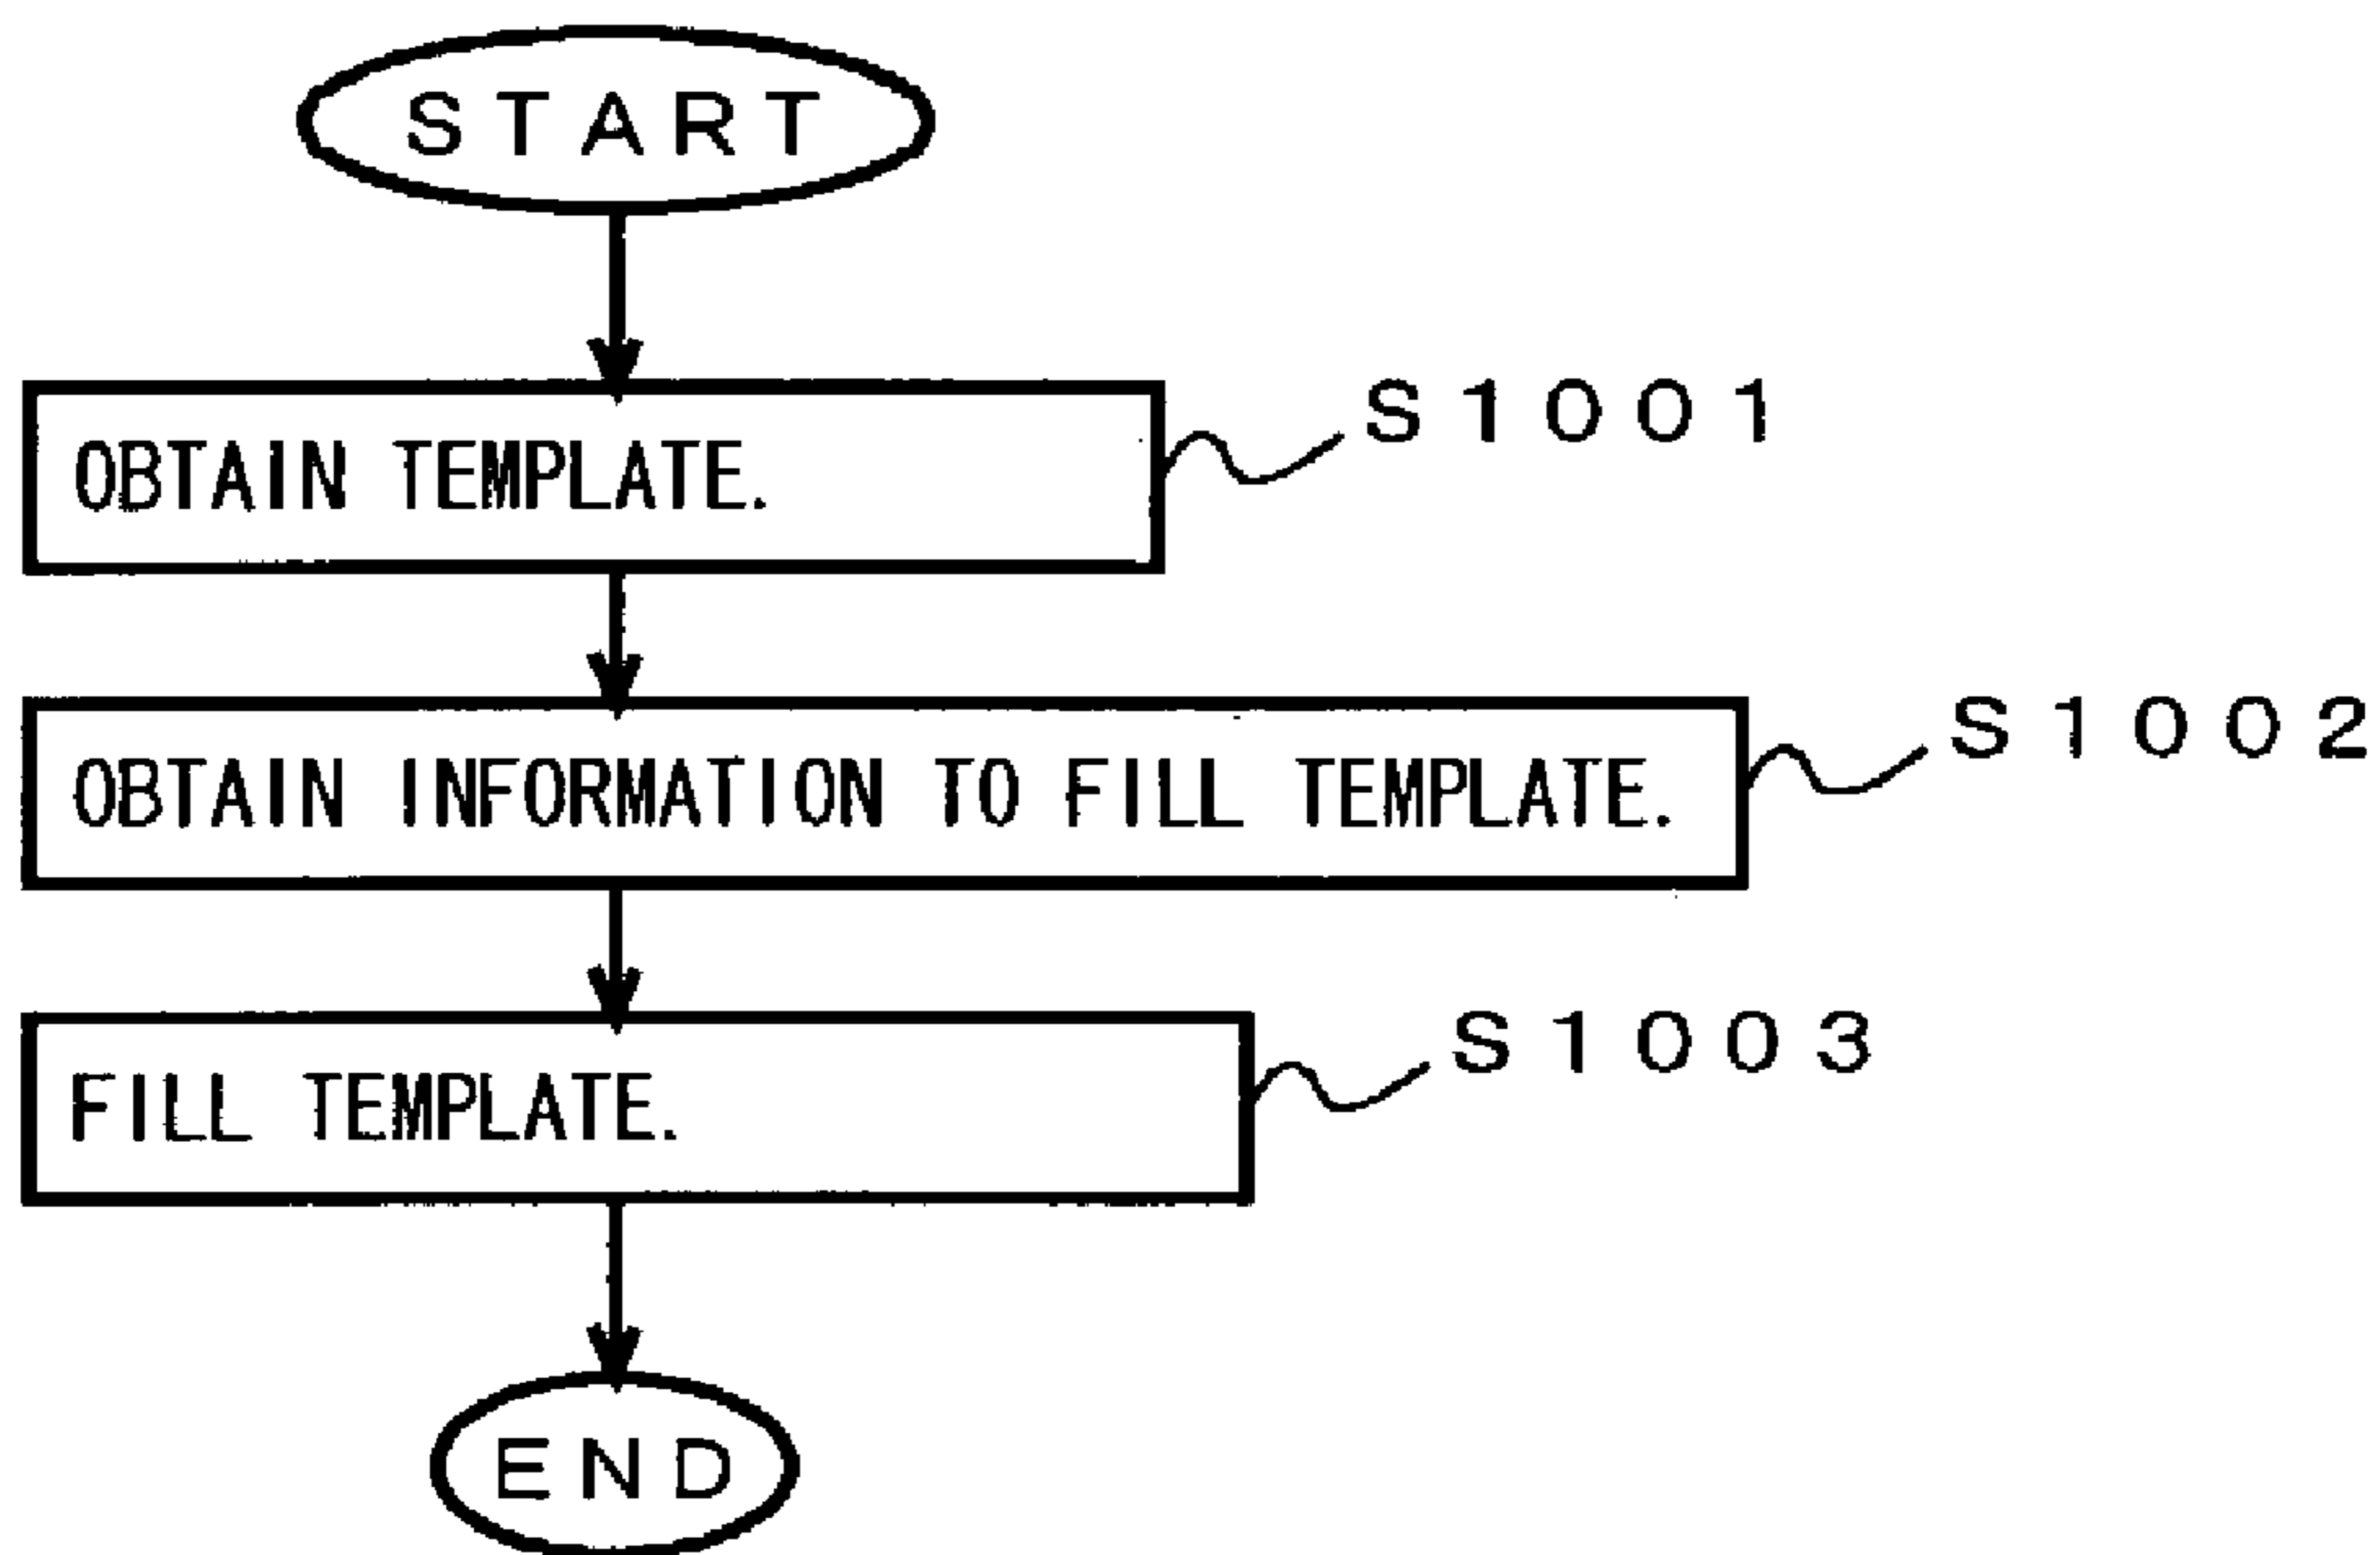 START
OBTAIN TEMPLATE.
S1001
OBTAIN INFORMATION TO FILL TEMPLATE.
S1002
FILL TEMPLATE.
S1003
END